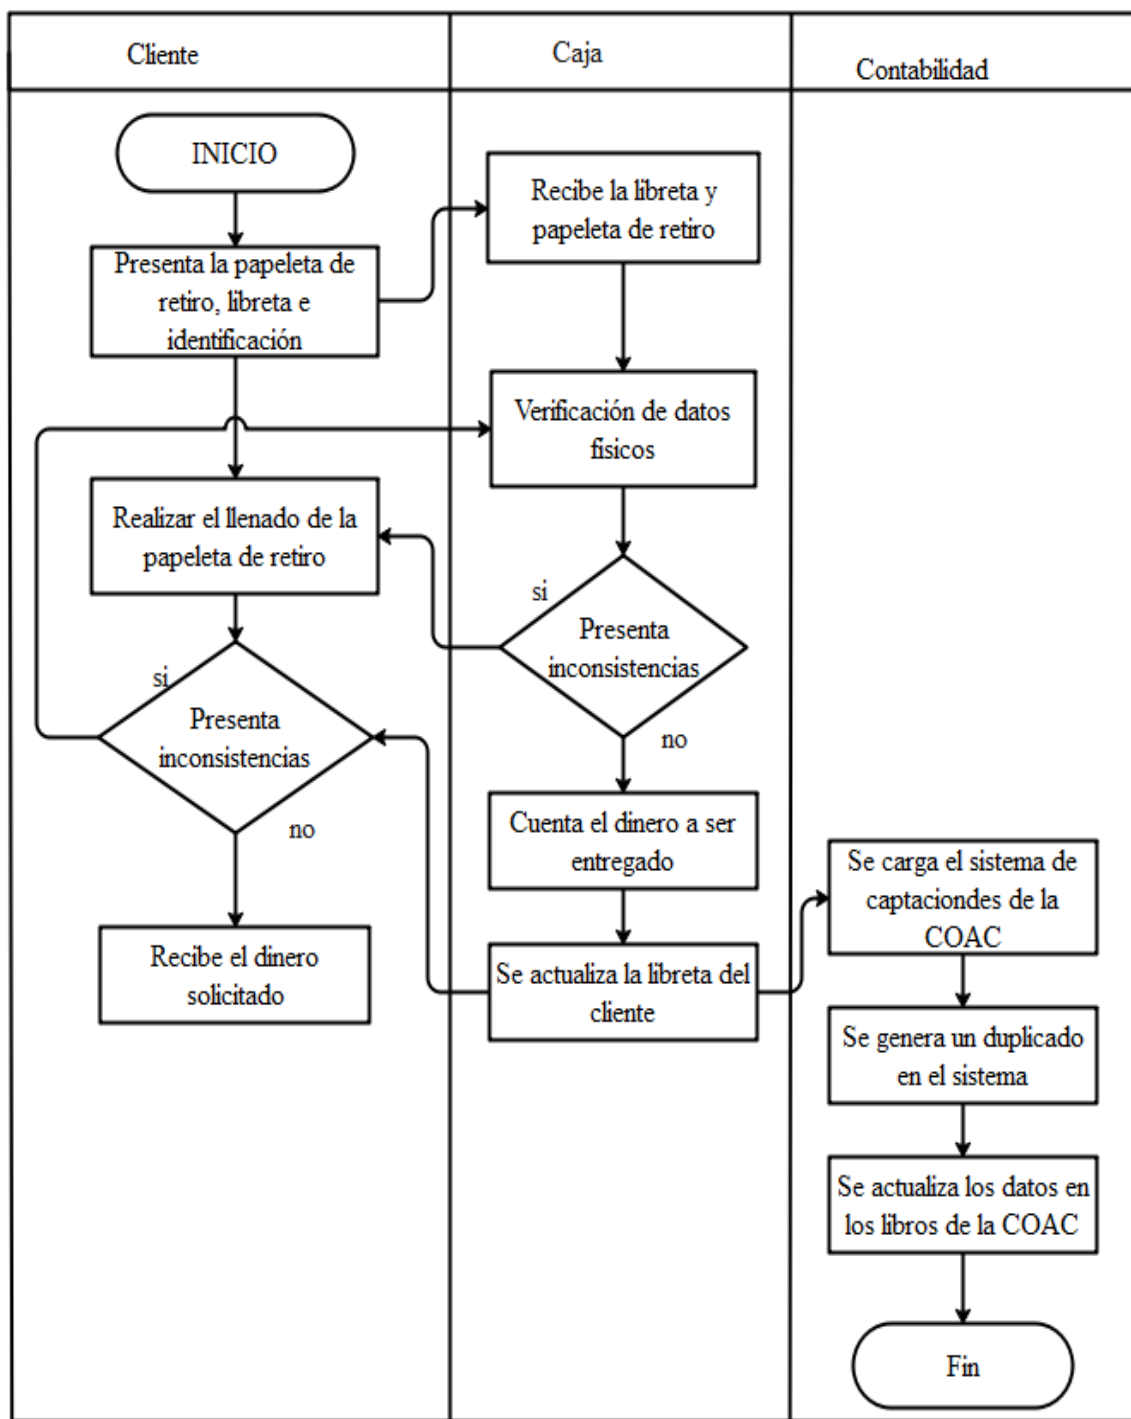 Cliente
Caja
Contabilidad
INICIO
Presenta la papeleta de
retiro, libreta e
identificación
Realizar el llenado de la
papeleta de retiro
si
Presenta
inconsistencias
no
Recibe el dinero
solicitado
Recibe la libreta y
papeleta de retiro
Verificación de datos
físicos
si
Presenta
inconsistencias
no
Cuenta el dinero a ser
entregado
Se actualiza la libreta del
cliente
Se carga el sistema de
captaciondes de la
COAC
Se genera un duplicado
en el sistema
Se actualiza los datos en
los libros de la COAC
Fin